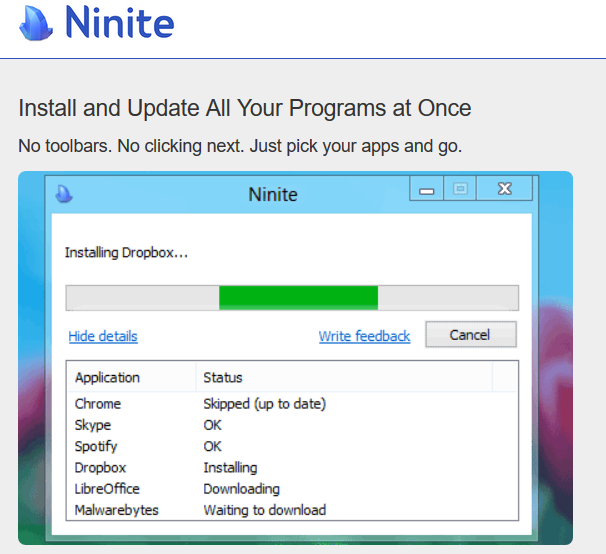 Ninite
Install and Update All Your Programs at Once
No toolbars. No clicking next. Just pick your apps and go.
Ninite
Installing Dropbox...
Hide details Write feedback Cancel
Application Status
Chrome Skipped (up to date)
Skype OK
Spotify OK
Dropbox Installing
LibreOffice Downloading
Malwarebytes Waiting to download